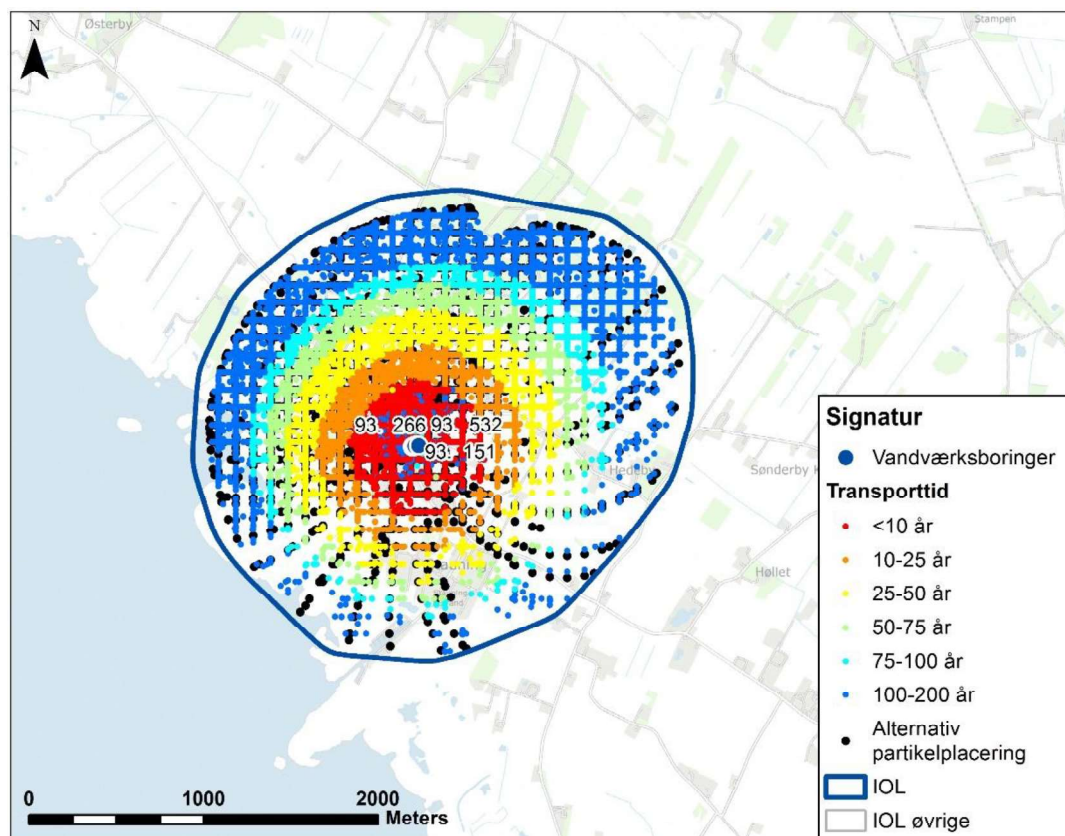 Østerby
Stampen
N
93. 266 93. 532
93. 151
Hedeby
Sønderby
Høllet
Signatur
Vandværksboringer
Transporttid
<10 år
10-25 år
25-50 år
50-75 år
75-100 år
100-200 år
Alternativ
partikelplacering
IOL
IOL øvrige
0 1000 2000
Meters